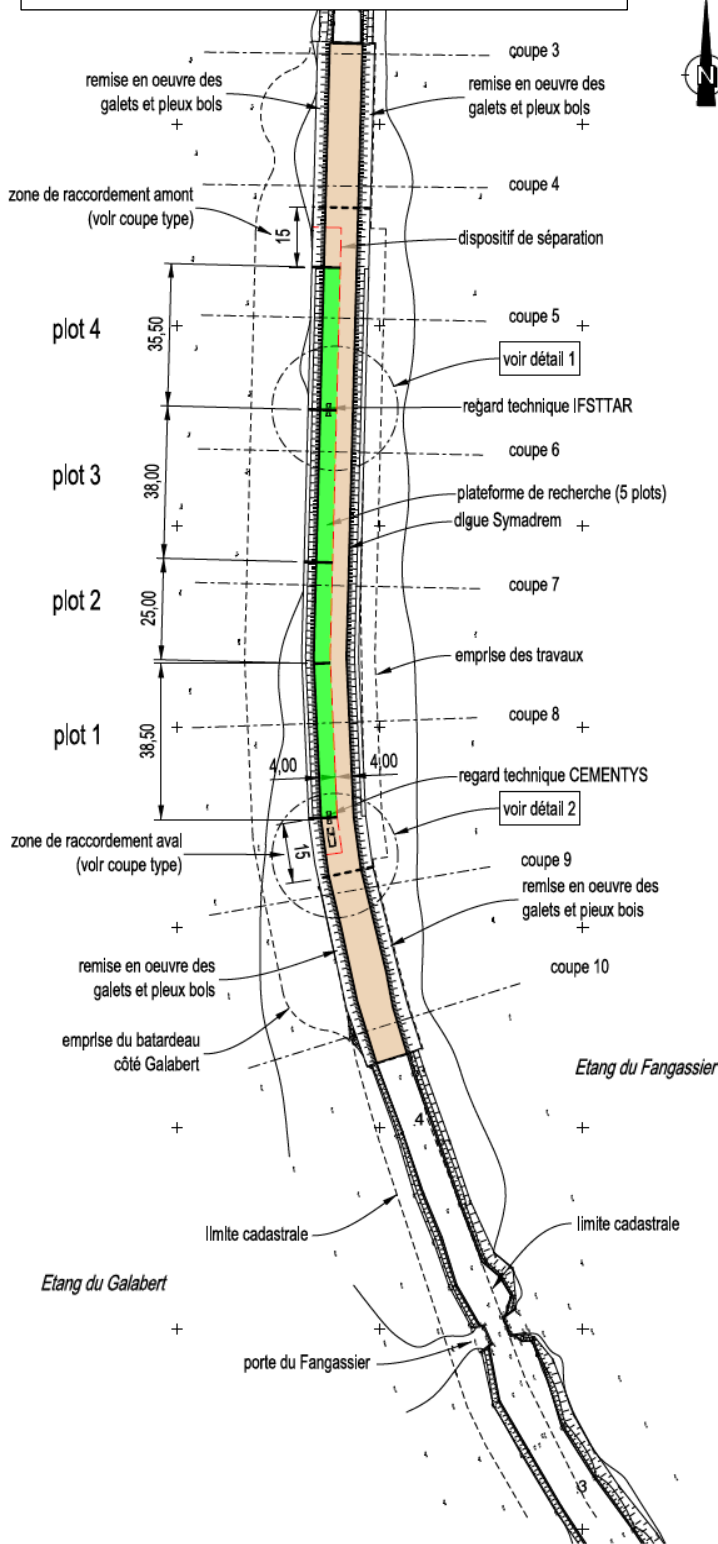 coupe 3
N
remise en oeuvre des
galets et pieux bois
remise en oeuvre des
galets et pieux bois
coupe 4
zone de raccordement amont
(voir coupe type)
15
dispositif de séparation
plot 4
35,50
coupe 5
voir détail 1
regard technique IFSTTAR
coupe 6
plot 3
38,00
plateforme de recherche (5 plots)
digue Symadrem
coupe 7
plot 2
25,00
emprise des travaux
coupe 8
plot 1
38,50
4,00
4,00
regard technique CEMENTYS
voir détail 2
zone de raccordement aval
(voir coupe type)
15
coupe 9
remise en oeuvre des
galets et pieux bois
remise en oeuvre des
galets et pieux bois
coupe 10
emprise du batardeau
côté Galabert
Etang du Fangassier
.4
limite cadastrale
limite cadastrale
Etang du Galabert
porte du Fangassier
.3